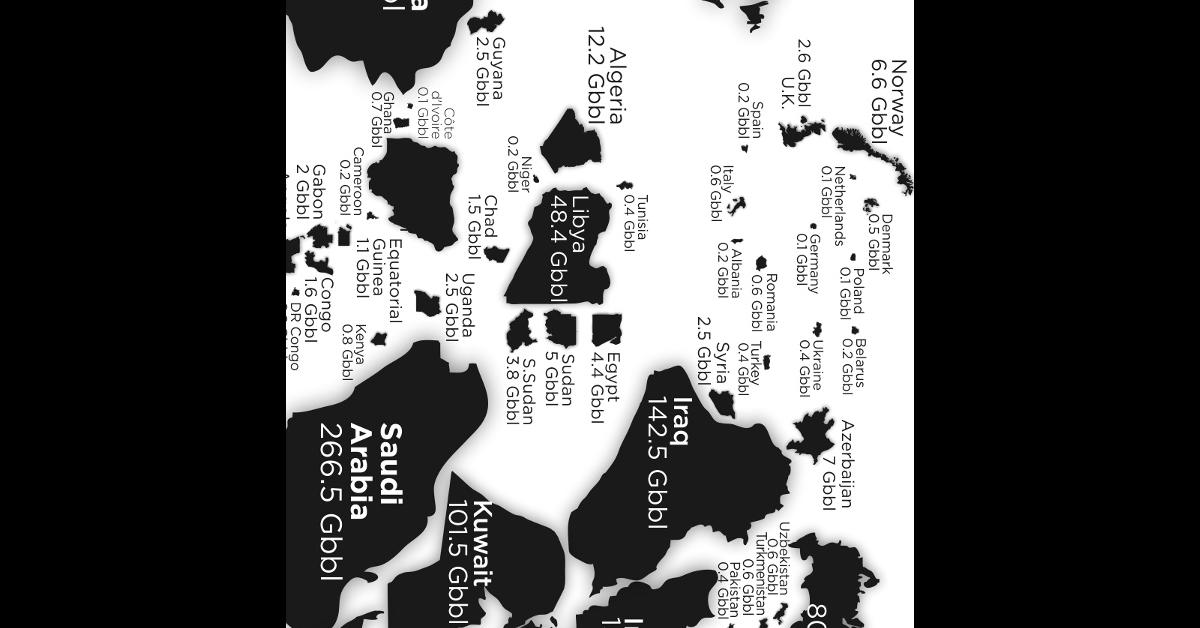 Norway
6.6 Gbbl
2.6 Gbbl
U.K.
Spain
0.2 Gbbl
Netherlands
0.1 Gbbl
Denmark
0.5 Gbbl
Germany
0.1 Gbbl
Poland
0.1 Gbbl
Belarus
0.2 Gbbl
Ukraine
0.4 Gbbl
Italy
0.6 Gbbl
Albania
0.2 Gbbl
Romania
0.6 Gbbl
Turkey
0.4 Gbbl
Syria
2.5 Gbbl
Azerbaijan
7 Gbbl
Uzbekistan
0.6 Gbbl
Turkmenistan
0.6 Gbbl
Pakistan
0.4 Gbbl
80
Algeria
12.2 Gbbl
Tunisia
0.4 Gbbl
Libya
48.4 Gbbl
Egypt
4.4 Gbbl
Sudan
5 Gbbl
S.Sudan
3.8 Gbbl
Niger
0.2 Gbbl
Chad
1.5 Gbbl
Iraq
142.5 Gbbl
Guyana
2.5 Gbbl
Côte
d'Ivoire
0.1 Gbbl
Ghana
0.7 Gbbl
Cameroon
0.2 Gbbl
Uganda
2.5 Gbbl
Equatorial
Guinea
1.1 Gbbl
Kenya
0.8 Gbbl
Gabon
2 Gbbl
Congo
1.6 Gbbl
DR Congo
Saudi
Arabia
266.5 Gbbl
Kuwait
101.5 Gbbl